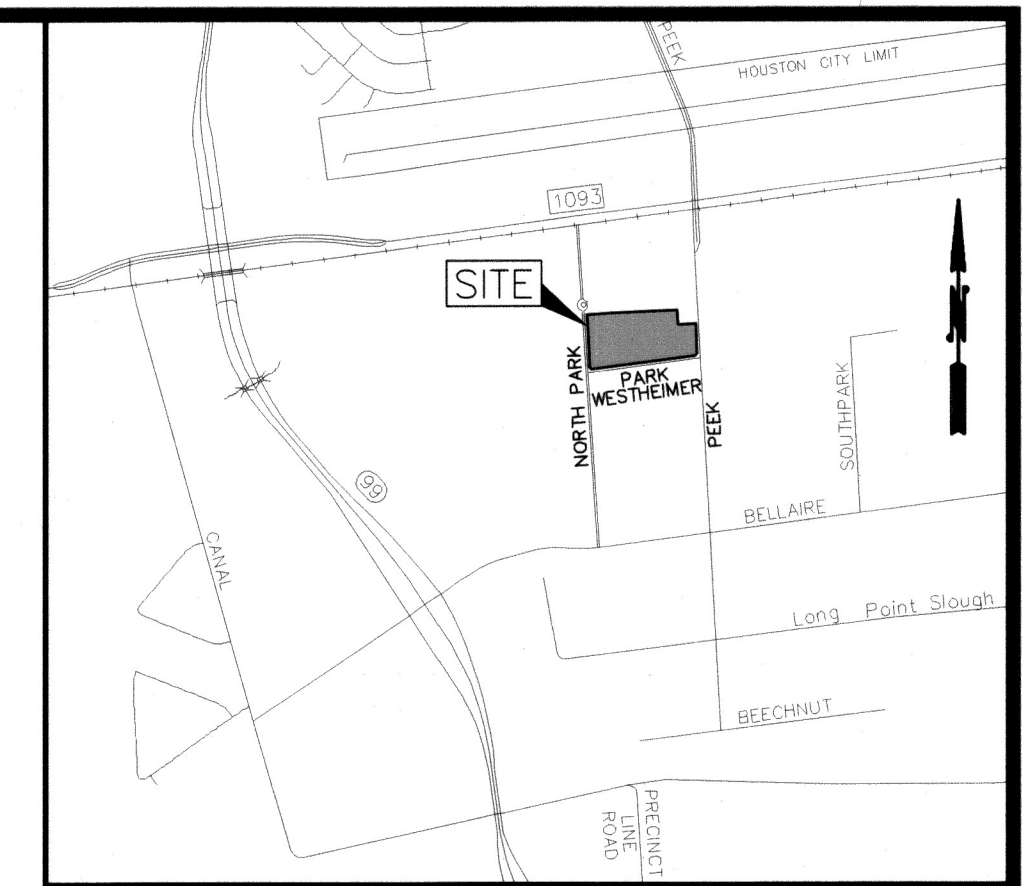 PEEK
HOUSTON CITY LIMIT
1093
SITE
N
NORTH PARK
PARK
WESTHEIMER
PEEK
SOUTHPARK
99
BELLAIRE
CANAL
Long Point Slough
BEECHNUT
PRECINCT
LINE
ROAD